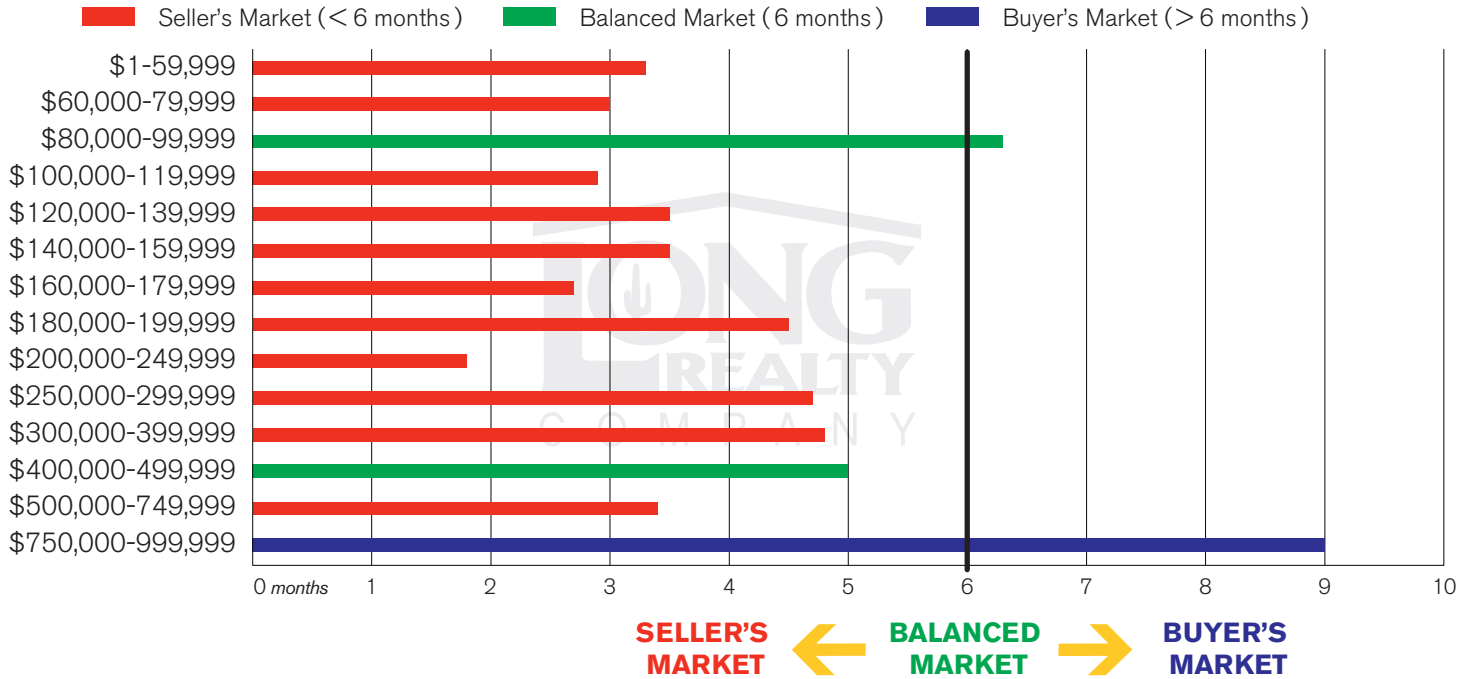 Seller's Market (< 6 months) Balanced Market (6 months) Buyer's Market (> 6 months)
$1-59,999
$60,000-79,999
$80,000-99,999
$100,000-119,999
$120,000-139,999
$140,000-159,999
$160,000-179,999
$180,000-199,999
$200,000-249,999
$250,000-299,999
$300,000-399,999
$400,000-499,999
$500,000-749,999
$750,000-999,999
LONG
REALTY
COMPANY
0 months 1 2 3 4 5 6 7 8 9 10
SELLER'S BALANCED BUYER'S
MARKET MARKET MARKET